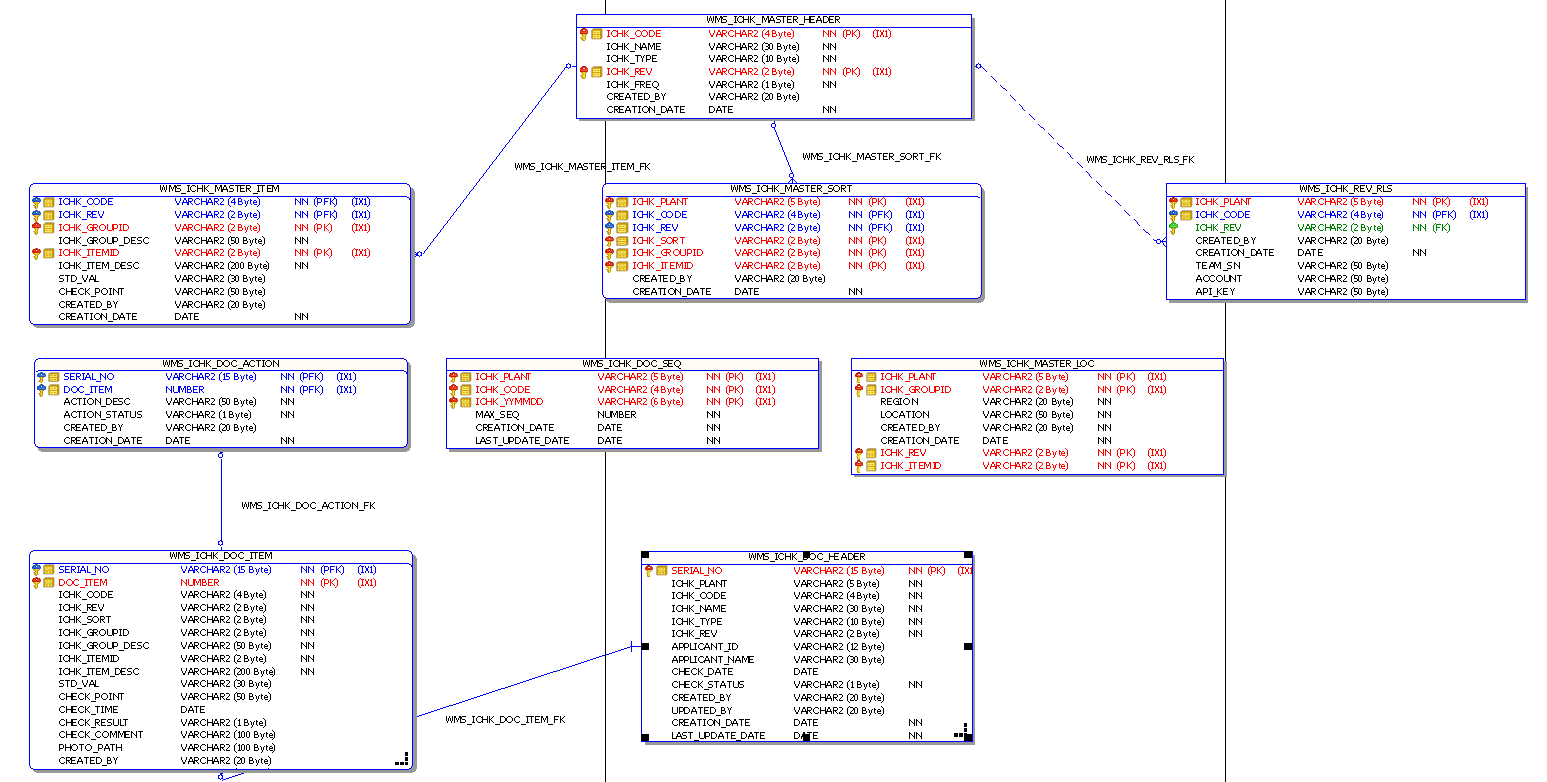 WMS_ICHK_MASTER_HEADER
ICHK_CODE VARCHAR2 (4 Byte) NN (PK) (IX1)
ICHK_NAME VARCHAR2 (30 Byte) NN
ICHK_TYPE VARCHAR2 (10 Byte) NN
ICHK_REV VARCHAR2 (2 Byte) NN (PK) (IX1)
ICHK_FREQ VARCHAR2 (1 Byte) NN
CREATED_BY VARCHAR2 (20 Byte)
CREATION_DATE DATE NN
WMS_ICHK_MASTER_ITEM_FK
WMS_ICHK_MASTER_SORT_FK
WMS_ICHK_REV_RLS_FK
WMS_ICHK_MASTER_ITEM
ICHK_CODE VARCHAR2 (4 Byte) NN (PFK) (IX1)
ICHK_REV VARCHAR2 (2 Byte) NN (PFK) (IX1)
ICHK_GROUPID VARCHAR2 (2 Byte) NN (PK) (IX1)
ICHK_GROUP_DESC VARCHAR2 (50 Byte) NN
ICHK_ITEMID VARCHAR2 (2 Byte) NN (PK) (IX1)
ICHK_ITEM_DESC VARCHAR2 (200 Byte) NN
STD_VAL VARCHAR2 (30 Byte)
CHECK_POINT VARCHAR2 (50 Byte)
CREATED_BY VARCHAR2 (20 Byte)
CREATION_DATE DATE NN
WMS_ICHK_MASTER_SORT
ICHK_PLANT VARCHAR2 (5 Byte) NN (PK) (IX1)
ICHK_CODE VARCHAR2 (4 Byte) NN (PFK) (IX1)
ICHK_REV VARCHAR2 (2 Byte) NN (PFK) (IX1)
ICHK_SORT VARCHAR2 (2 Byte) NN (PK) (IX1)
ICHK_GROUPID VARCHAR2 (2 Byte) NN (PK) (IX1)
ICHK_ITEMID VARCHAR2 (2 Byte) NN (PK) (IX1)
CREATED_BY VARCHAR2 (20 Byte)
CREATION_DATE DATE NN
WMS_ICHK_REV_RLS
ICHK_PLANT VARCHAR2 (5 Byte) NN (PK) (IX1)
ICHK_CODE VARCHAR2 (4 Byte) NN (PFK) (IX1)
ICHK_REV VARCHAR2 (2 Byte) NN (FK)
CREATED_BY VARCHAR2 (20 Byte)
CREATION_DATE DATE NN
TEAM_SN VARCHAR2 (50 Byte)
ACCOUNT VARCHAR2 (50 Byte)
API_KEY VARCHAR2 (50 Byte)
WMS_ICHK_DOC_ACTION
SERIAL_NO VARCHAR2 (15 Byte) NN (PFK) (IX1)
DOC_ITEM NUMBER NN (PFK) (IX1)
ACTION_DESC VARCHAR2 (50 Byte) NN
ACTION_STATUS VARCHAR2 (1 Byte) NN
CREATED_BY VARCHAR2 (20 Byte)
CREATION_DATE DATE NN
WMS_ICHK_DOC_SEQ
ICHK_PLANT VARCHAR2 (5 Byte) NN (PK) (IX1)
ICHK_CODE VARCHAR2 (4 Byte) NN (PK) (IX1)
ICHK_YYMMDD VARCHAR2 (6 Byte) NN (PK) (IX1)
MAX_SEQ NUMBER NN
CREATION_DATE DATE NN
LAST_UPDATE_DATE DATE NN
WMS_ICHK_MASTER_LOC
ICHK_PLANT VARCHAR2 (5 Byte) NN (PK) (IX1)
ICHK_GROUPID VARCHAR2 (2 Byte) NN (PK) (IX1)
REGION VARCHAR2 (20 Byte) NN
LOCATION VARCHAR2 (50 Byte) NN
CREATED_BY VARCHAR2 (20 Byte) NN
CREATION_DATE DATE NN
ICHK_REV VARCHAR2 (2 Byte) NN (PK) (IX1)
ICHK_ITEMID VARCHAR2 (2 Byte) NN (PK) (IX1)
WMS_ICHK_DOC_ACTION_FK
WMS_ICHK_DOC_ITEM
SERIAL_NO VARCHAR2 (15 Byte) NN (PFK) (IX1)
DOC_ITEM NUMBER NN (PK) (IX1)
ICHK_CODE VARCHAR2 (4 Byte) NN
ICHK_REV VARCHAR2 (2 Byte) NN
ICHK_SORT VARCHAR2 (2 Byte) NN
ICHK_GROUPID VARCHAR2 (2 Byte) NN
ICHK_GROUP_DESC VARCHAR2 (50 Byte) NN
ICHK_ITEMID VARCHAR2 (2 Byte) NN
ICHK_ITEM_DESC VARCHAR2 (200 Byte) NN
STD_VAL VARCHAR2 (30 Byte)
CHECK_POINT VARCHAR2 (50 Byte)
CHECK_TIME DATE
CHECK_RESULT VARCHAR2 (1 Byte)
CHECK_COMMENT VARCHAR2 (100 Byte)
PHOTO_PATH VARCHAR2 (100 Byte)
CREATED_BY VARCHAR2 (20 Byte)
WMS_ICHK_DOC_ITEM_FK
WMS_ICHK_DOC_HEADER
SERIAL_NO VARCHAR2 (15 Byte) NN (PK) (IX1
ICHK_PLANT VARCHAR2 (5 Byte) NN
ICHK_CODE VARCHAR2 (4 Byte) NN
ICHK_NAME VARCHAR2 (30 Byte) NN
ICHK_TYPE VARCHAR2 (10 Byte) NN
ICHK_REV VARCHAR2 (2 Byte) NN
APPLICANT_ID VARCHAR2 (12 Byte)
APPLICANT_NAME VARCHAR2 (30 Byte)
CHECK_DATE DATE
CHECK_STATUS VARCHAR2 (1 Byte) NN
CREATED_BY VARCHAR2 (20 Byte)
UPDATED_BY VARCHAR2 (20 Byte)
CREATION_DATE DATE NN
LAST_UPDATE_DATE DATE NN